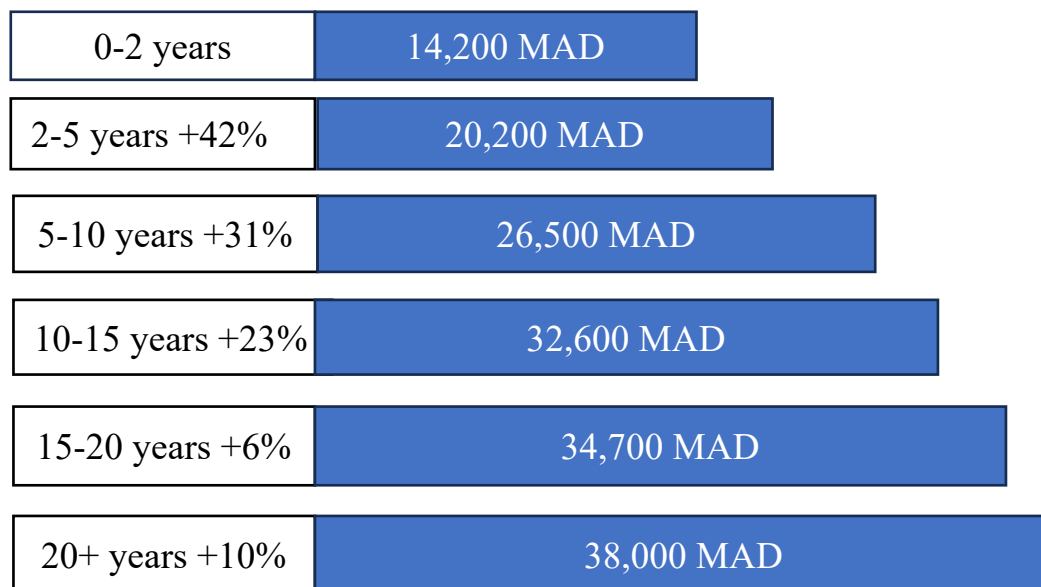 0-2 years 14,200 MAD
2-5 years +42% 20,200 MAD
5-10 years +31% 26,500 MAD
10-15 years +23% 32,600 MAD
15-20 years +6% 34,700 MAD
20+ years +10% 38,000 MAD